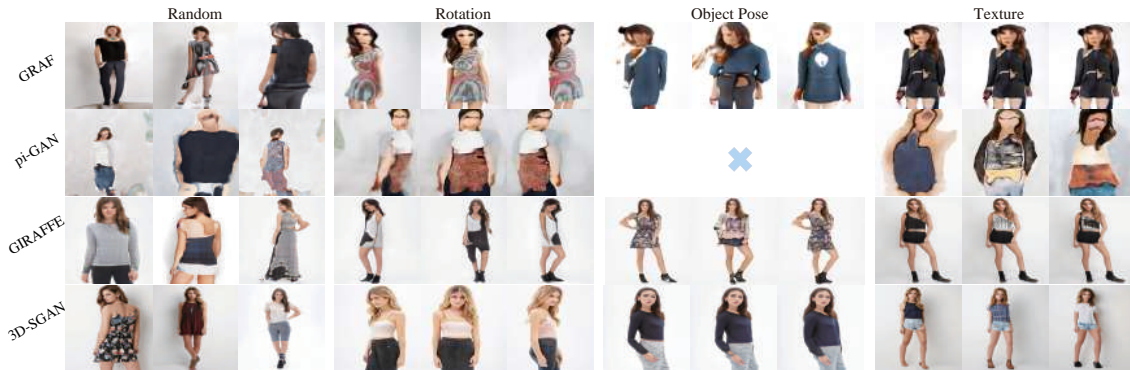 Random Rotation Object Pose Texture
GRAF
pi-GAN
GIRAFFE
3D-SGAN